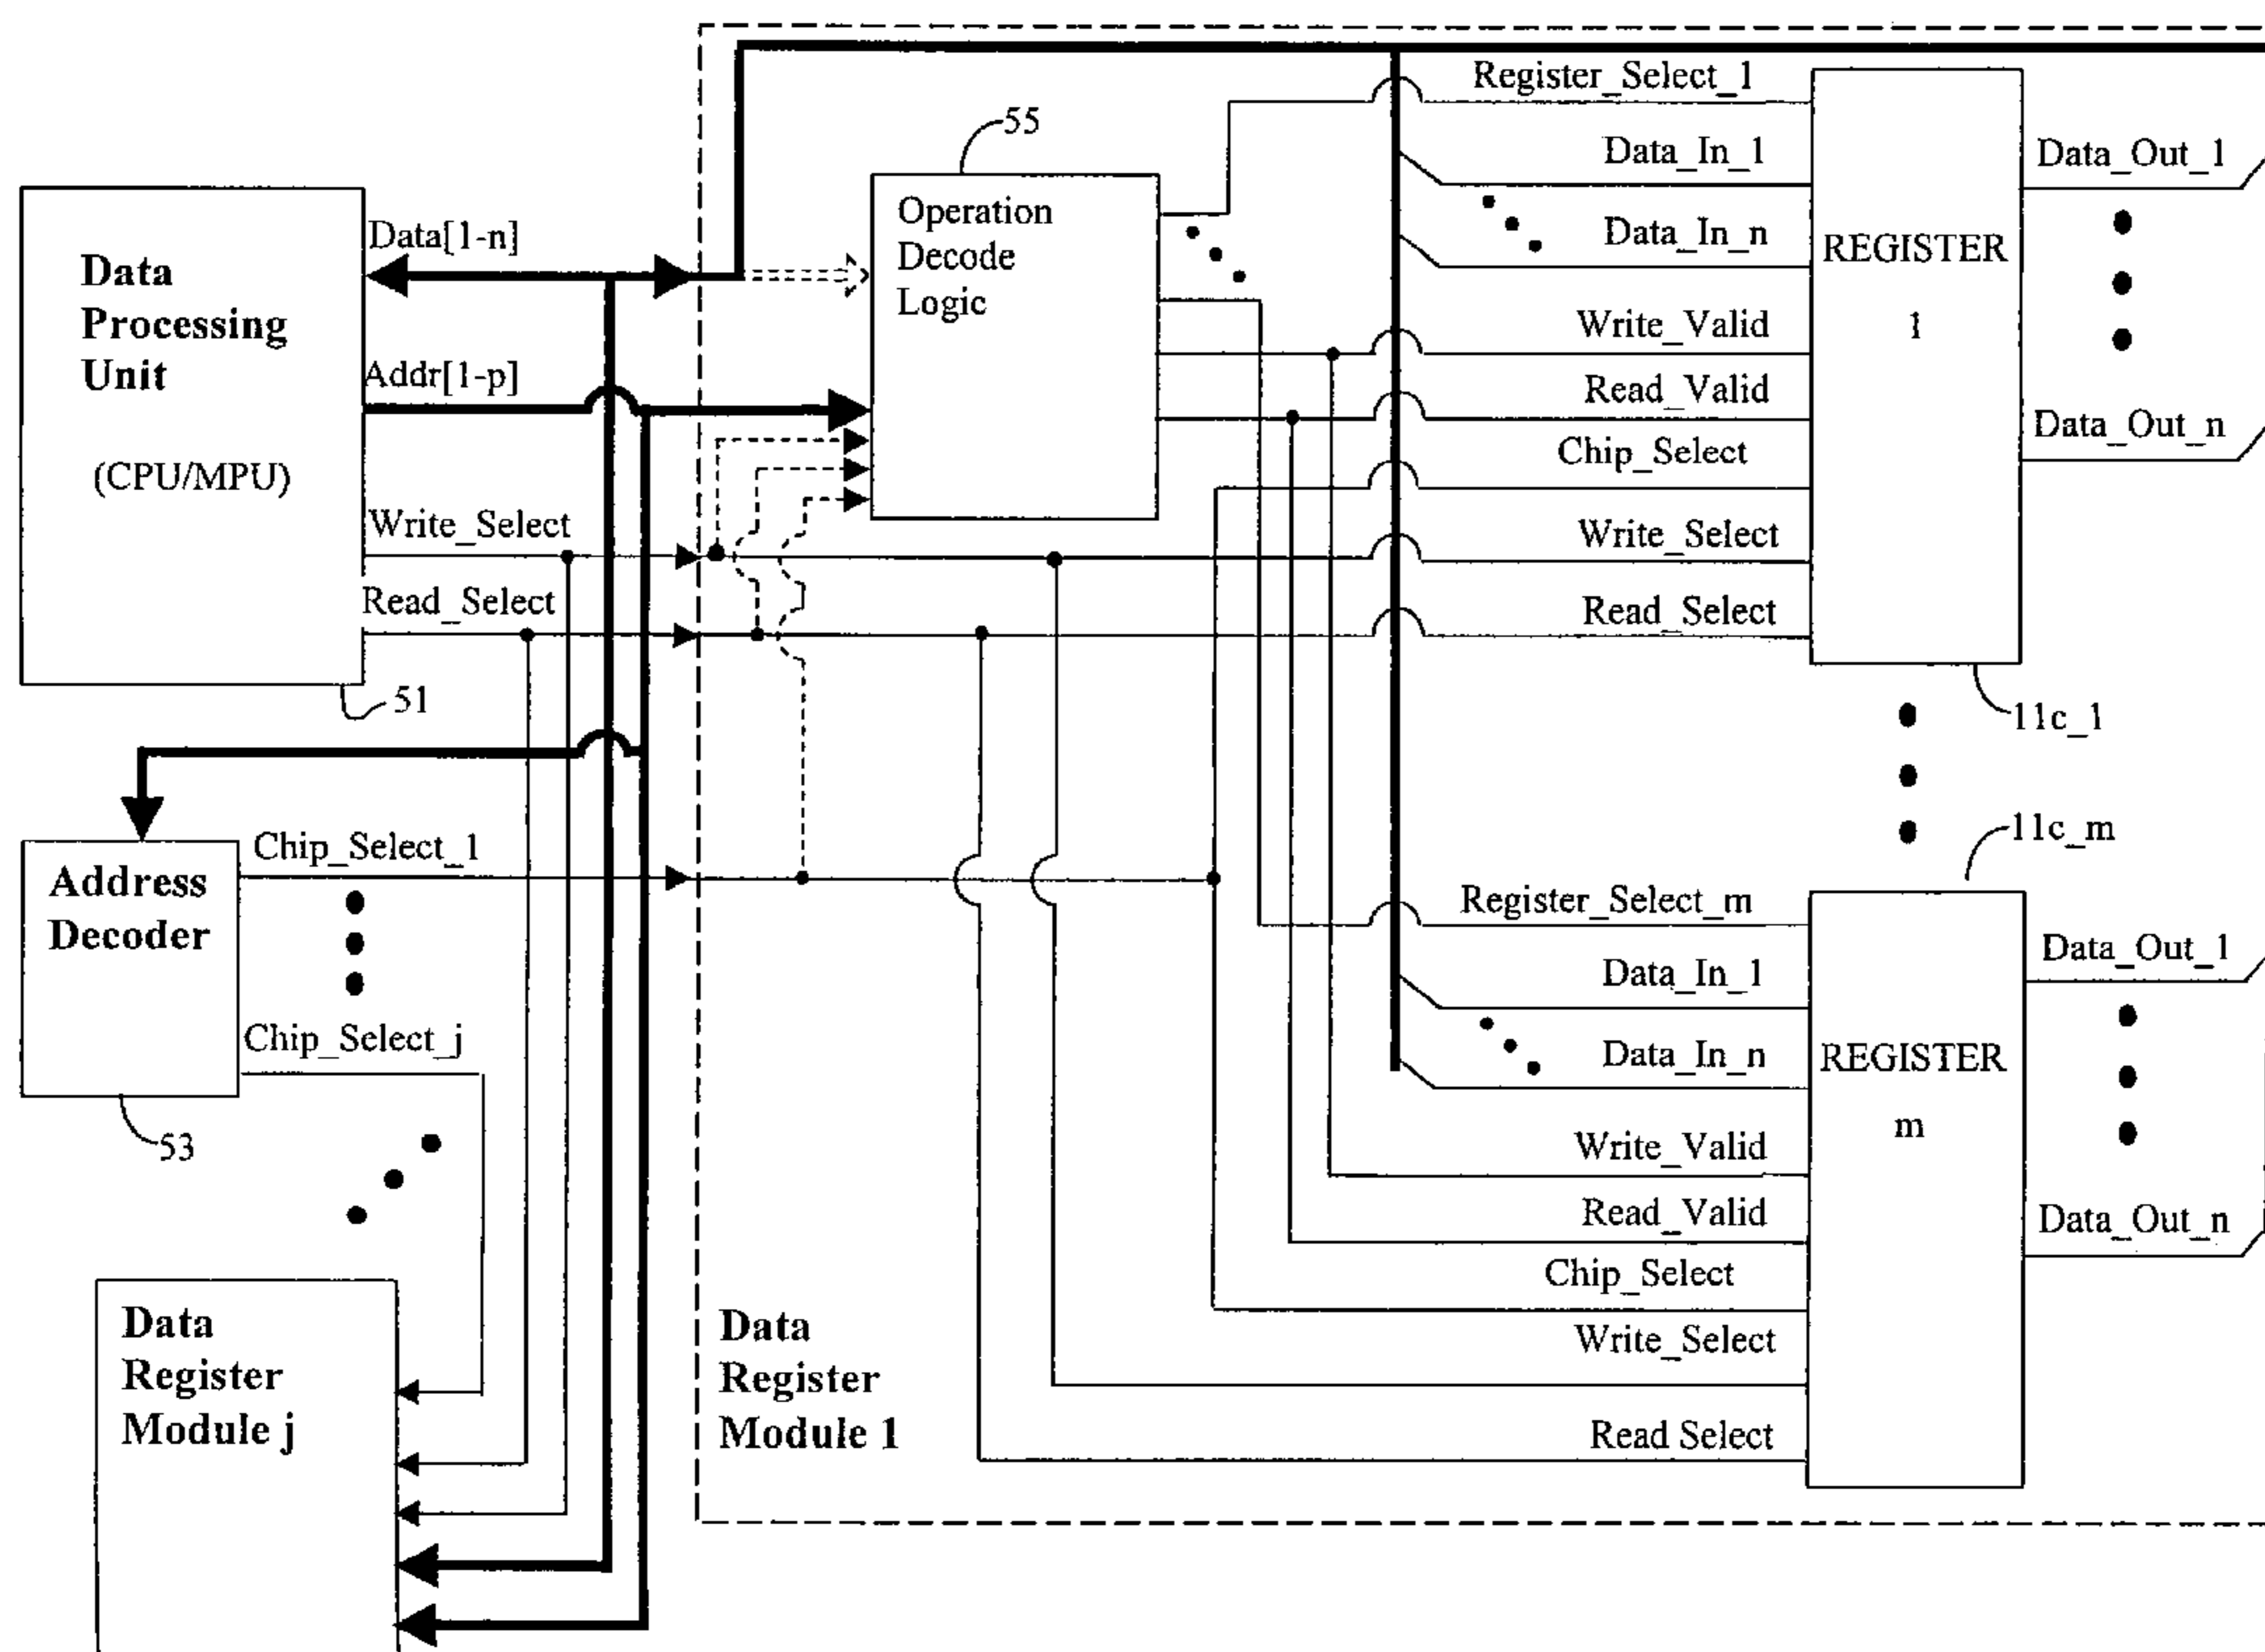 Data
Processing
Unit
(CPU/MPU)
51
Data[1-n]
Addr[1-p]
Write_Select
Read_Select
Address
Decoder
53
Chip_Select_1
Chip_Select_j
Data
Register
Module j
Data
Register
Module 1
55
Operation
Decode
Logic
Register_Select_1
Data_In_1
Data_In_n
Write_Valid
Read_Valid
Chip_Select
Write_Select
Read_Select
REGISTER
1
Data_Out_1
Data_Out_n
11c_1
11c_m
Register_Select_m
Data_In_1
Data_In_n
Write_Valid
Read_Valid
Chip_Select
Write_Select
Read Select
REGISTER
m
Data_Out_1
Data_Out_n